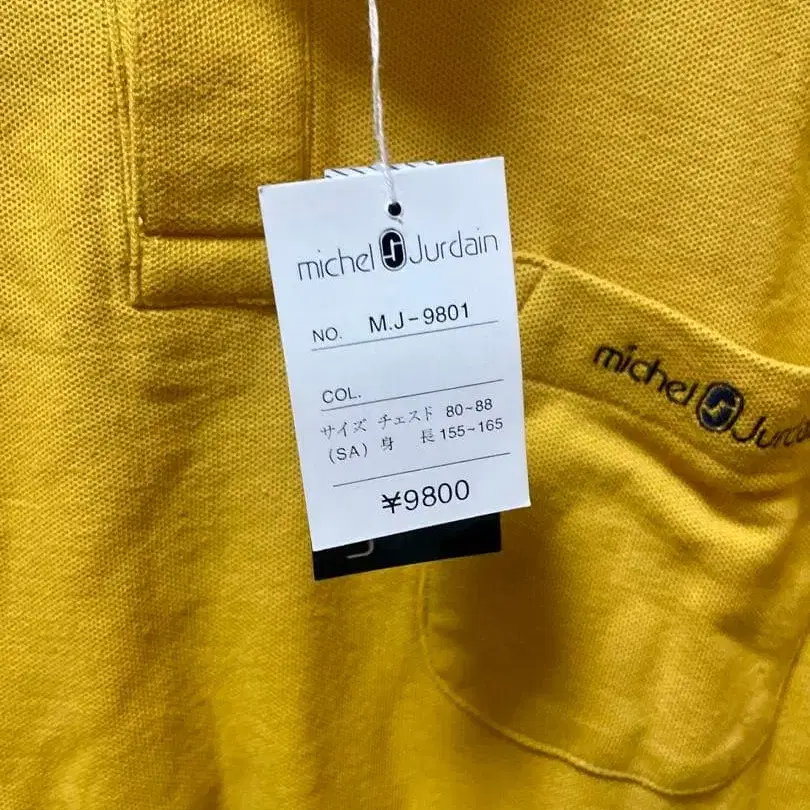 michel Jurdain
NO. M.J-9801
COL.
サイズ チェスド 80~88
(SA) 身 長 155~165
¥9800
michel Jurdain